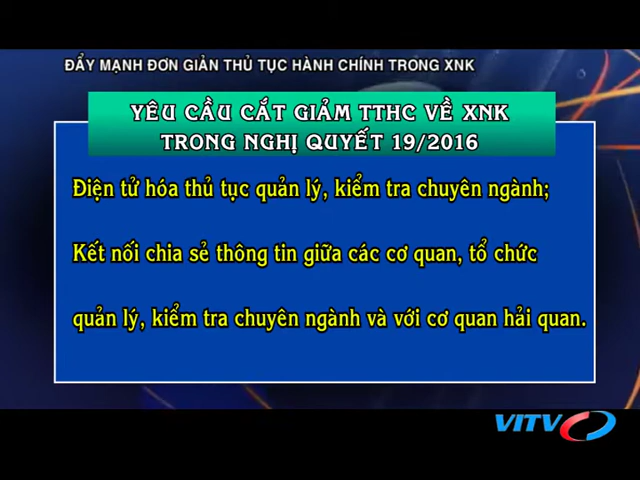 ĐẨY MẠNH ĐƠN GIẢN THỦ TỤC HÀNH CHÍNH TRONG XNK
YÊU CẦU CẮT GIẢM TTHC VỀ XNK
TRONG NGHỊ QUYẾT 19/2016
Điện tử hóa thủ tục quản lý, kiểm tra chuyên ngành;
Kết nối chia sẻ thông tin giữa các cơ quan, tổ chức
quản lý, kiểm tra chuyên ngành và với cơ quan hải quan.
VITV